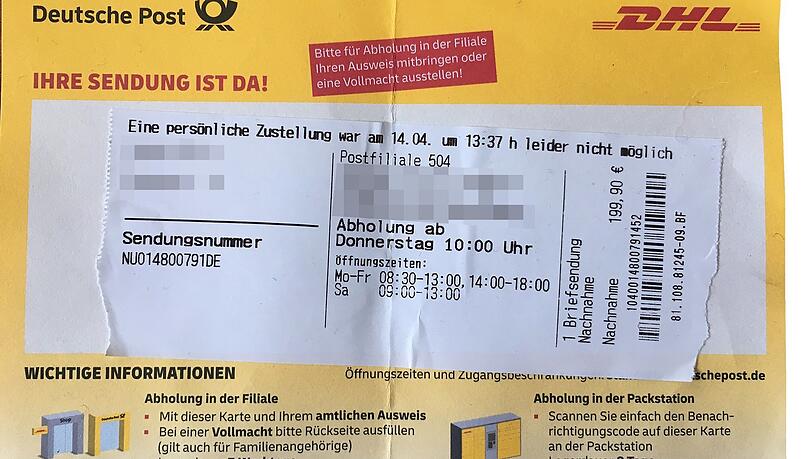 Deutsche Post
DHL
Bitte für Abholung in der Filiale
Ihren Ausweis mitbringen oder
eine Vollmacht ausstellen!
IHRE SENDUNG IST DA!
Eine persönliche Zustellung war am 14.04. um 13:37 h leider nicht möglich
Postfiliale 504
Abholung ab
Donnerstag 10:00 Uhr
Öffnungszeiten:
Mo-Fr 08:30-13:00, 14:00-18:00
Sa 09:00-13:00
Sendungsnummer
NU014800791DE
1 Briefsendung
Nachnahme
Nachnahme 199,90 €
1040014800791452
81.108.81245-09.BF
WICHTIGE INFORMATIONEN
Öffnungszeiten und Zugangsbeschränkungen
Abholung in der Filiale
Mit dieser Karte und Ihrem amtlichen Ausweis
Bei einer Vollmacht bitte Rückseite ausfüllen
(gilt auch für Familienangehörige)
Shop
Deutsche Post
Abholung in der Packstation
Scannen Sie einfach den Benach-
richtigungscode auf dieser Karte
an der Packstation